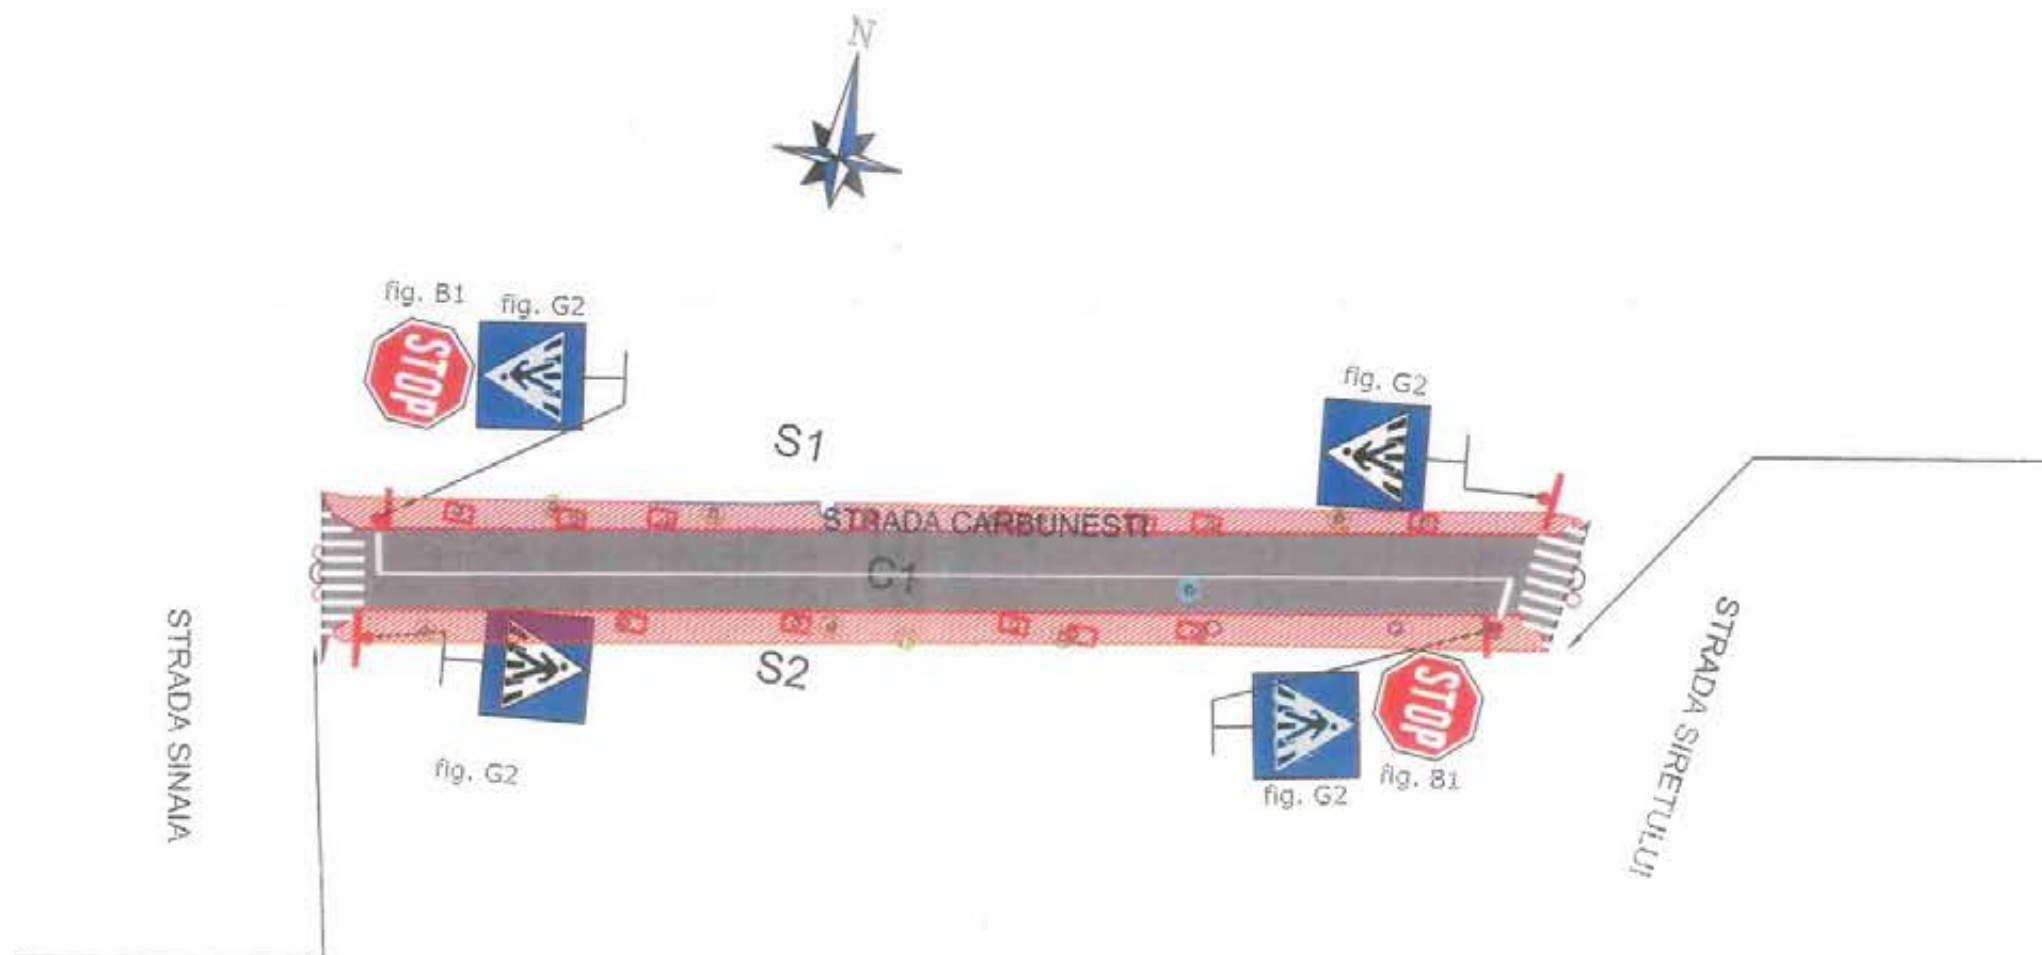 N
fig. B1
fig. G2
STOP
fig. G2
S1
STRADA CARBUNESTI
C1
S2
STRADA SINAIA
STRADA SIRETULUI
fig. G2
STOP
fig. G2
fig. B1